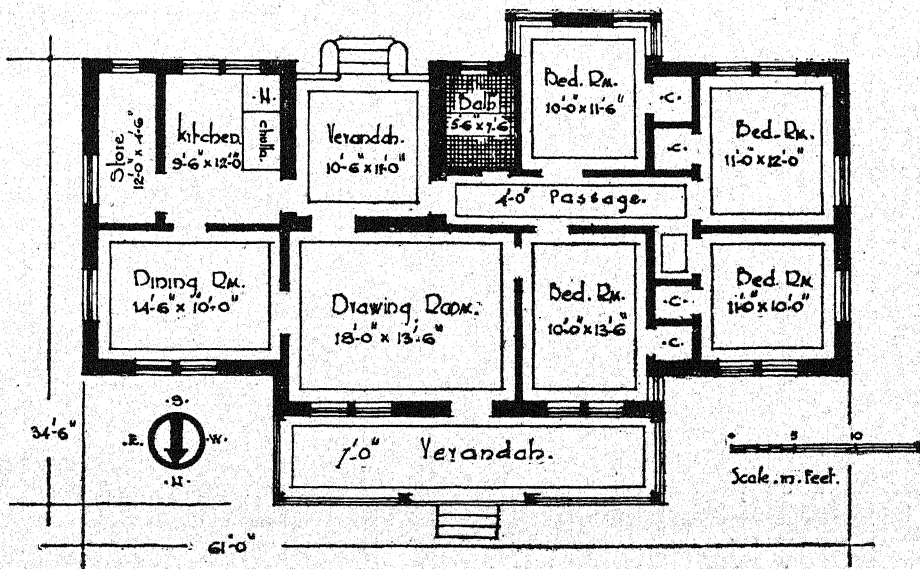 Store
12'-0" x 4'-6"
Kitchen
9'-6" x 12'-0"
H.
Chulla
Verandah.
10'-6" x 11'-0"
Bath
5'-6" x 7'-6"
Bed. Rm.
10'-0" x 11'-6"
.C.
.C.
Bed. Rm.
11'-0" x 12'-0"
4'-0" Passage.
Dining Rm.
14'-6" x 10'-0"
Drawing Room.
18'-0" x 13'-6"
Bed. Rm.
10'-0" x 13'-6"
.C.
.C.
Bed. Rm
11'-0" x 10'-0"
34'-6"
.S.
.E.
.W.
.N.
7'-0" Verandah.
0 5 10
Scale.in.Feet.
61'-0"